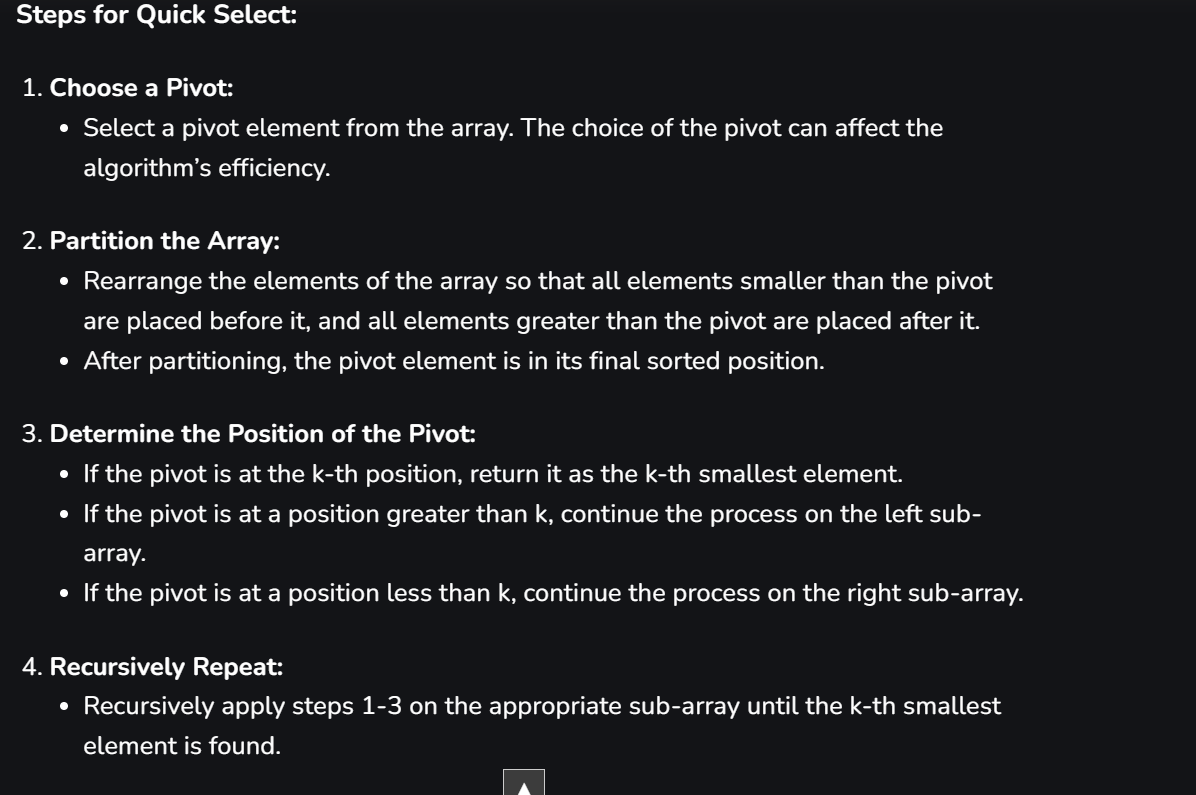 Steps for Quick Select:
1. Choose a Pivot:
• Select a pivot element from the array. The choice of the pivot can affect the
algorithm’s efficiency.
2. Partition the Array:
• Rearrange the elements of the array so that all elements smaller than the pivot
are placed before it, and all elements greater than the pivot are placed after it.
• After partitioning, the pivot element is in its final sorted position.
3. Determine the Position of the Pivot:
• If the pivot is at the k-th position, return it as the k-th smallest element.
• If the pivot is at a position greater than k, continue the process on the left sub-
array.
• If the pivot is at a position less than k, continue the process on the right sub-array.
4. Recursively Repeat:
• Recursively apply steps 1-3 on the appropriate sub-array until the k-th smallest
element is found.